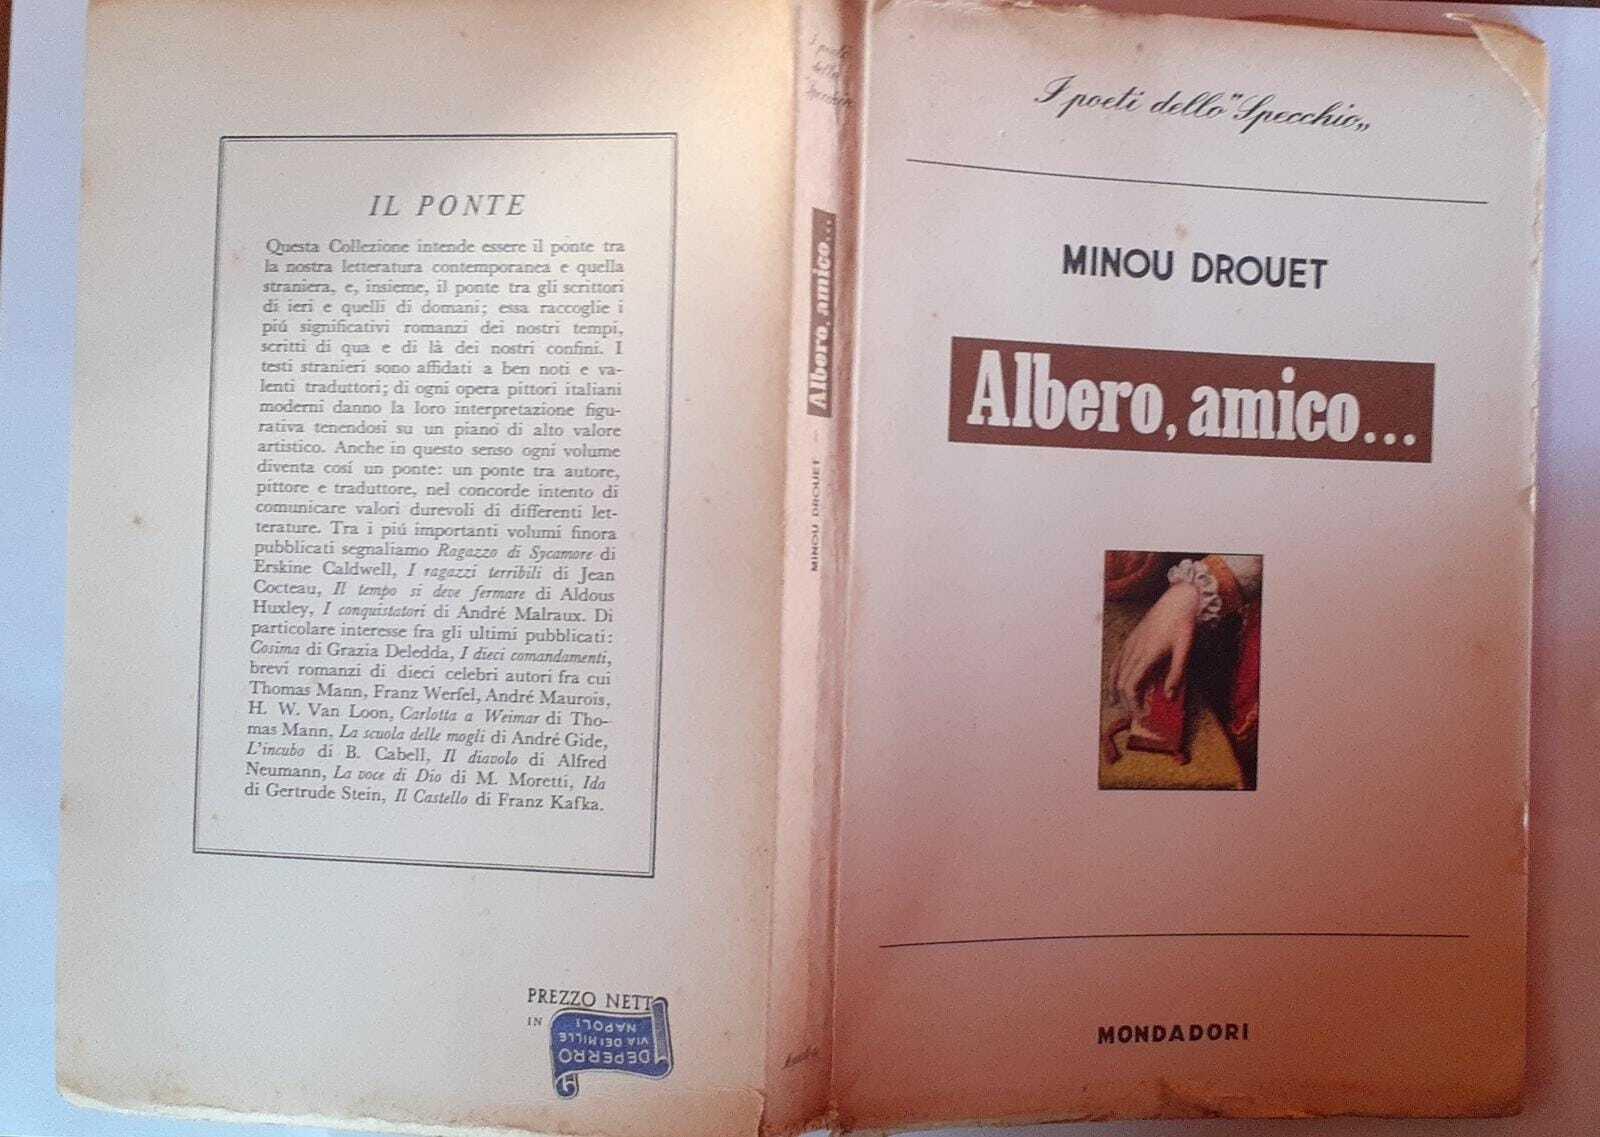 IL PONTE
Questa Collezione intende essere il ponte tra
la nostra letteratura contemporanea e quella
straniera, e, insieme, il ponte tra gli scrittori
di ieri e quelli di domani; essa raccoglie i
piú significativi romanzi dei nostri tempi,
scritti di qua e di là dei nostri confini. I
testi stranieri sono affidati a ben noti e va-
lenti traduttori; di ogni opera pittori italiani
moderni danno la loro interpretazione figu-
rativa tenendosi su un piano di alto valore
artistico. Anche in questo senso ogni volume
diventa cosí un ponte: un ponte tra autore,
pittore e traduttore, nel concorde intento di
comunicare valori durevoli di differenti let-
terature. Tra i piú importanti volumi finora
pubblicati segnaliamo Ragazzo di Sycamore di
Erskine Caldwell, I ragazzi terribili di Jean
Cocteau, Il tempo si deve fermare di Aldous
Huxley, I conquistatori di André Malraux. Di
particolare interesse fra gli ultimi pubblicati:
Cosima di Grazia Deledda, I dieci comandamenti,
brevi romanzi di dieci celebri autori fra cui
Thomas Mann, Franz Werfel, André Maurois,
H. W. Van Loon, Carlotta a Weimar di Tho-
mas Mann, La scuola delle mogli di André Gide,
L'incubo di B. Cabell, Il diavolo di Alfred
Neumann, La voce di Dio di M. Moretti, Ida
di Gertrude Stein, Il Castello di Franz Kafka.
PREZZO NETT
IN
DEPERRO
VIA DEI MILLE
NAPOLI
I poeti dello Specchio
MINOU DROUET — Albero, amico...
I poeti dello "Specchio„
MINOU DROUET
Albero, amico...
MONDADORI